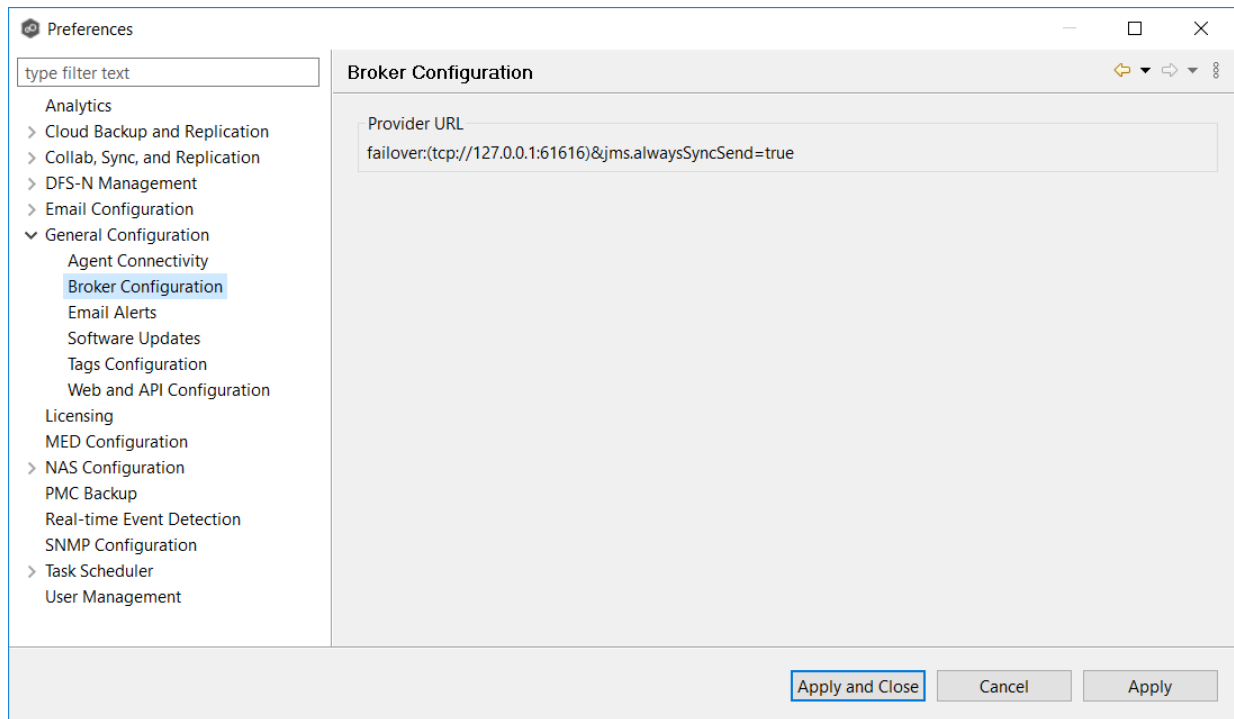 Preferences
type filter text
Analytics
Cloud Backup and Replication
Collab, Sync, and Replication
DFS-N Management
Email Configuration
General Configuration
Agent Connectivity
Broker Configuration
Email Alerts
Software Updates
Tags Configuration
Web and API Configuration
Licensing
MED Configuration
NAS Configuration
PMC Backup
Real-time Event Detection
SNMP Configuration
Task Scheduler
User Management
Broker Configuration
Provider URL
failover:(tcp://127.0.0.1:61616)&jms.alwaysSyncSend=true
Apply and Close
Cancel
Apply